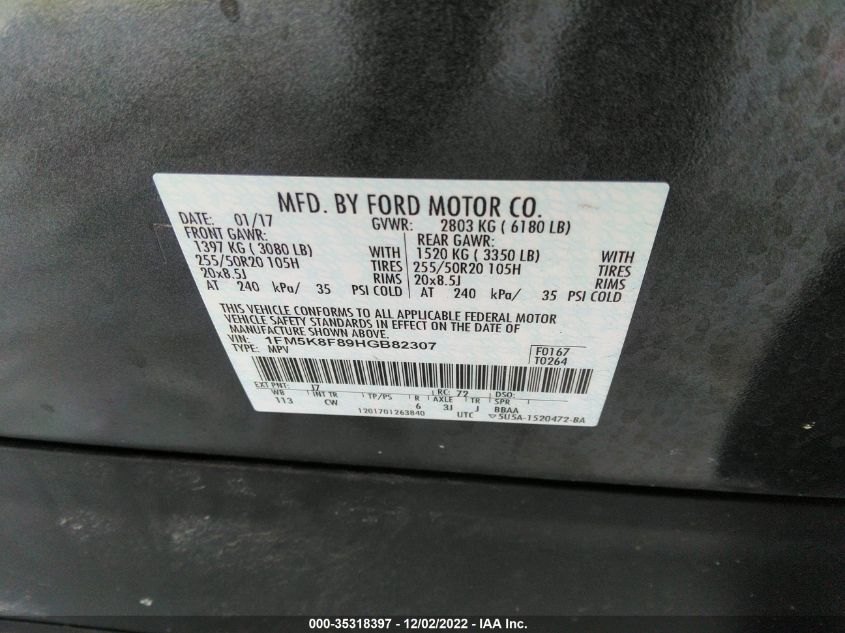 MFD. BY FORD MOTOR CO.
DATE: 01/17 GVWR: 2803 KG ( 6180 LB)
FRONT GAWR: REAR GAWR:
1397 KG ( 3080 LB) WITH 1520 KG ( 3350 LB) WITH
255/50R20 105H TIRES 255/50R20 105H TIRES
20x8.5J RIMS 20x8.5J RIMS
AT 240 kPa/ 35 PSI COLD AT 240 kPa/ 35 PSI COLD
THIS VEHICLE CONFORMS TO ALL APPLICABLE FEDERAL MOTOR
VEHICLE SAFETY STANDARDS IN EFFECT ON THE DATE OF
MANUFACTURE SHOWN ABOVE.
VIN: 1FM5K8F89HGB82307 F0167
TYPE: MPV T0264
EXT PNT: J7 RC: 72 DSO:
WB INT TR TP/PS R AXLE TR SPR
113 CW 6 3J J BBAA
1201701263840 UTC 5U5A-1520472-BA
000-35318397 - 12/02/2022 - IAA Inc.